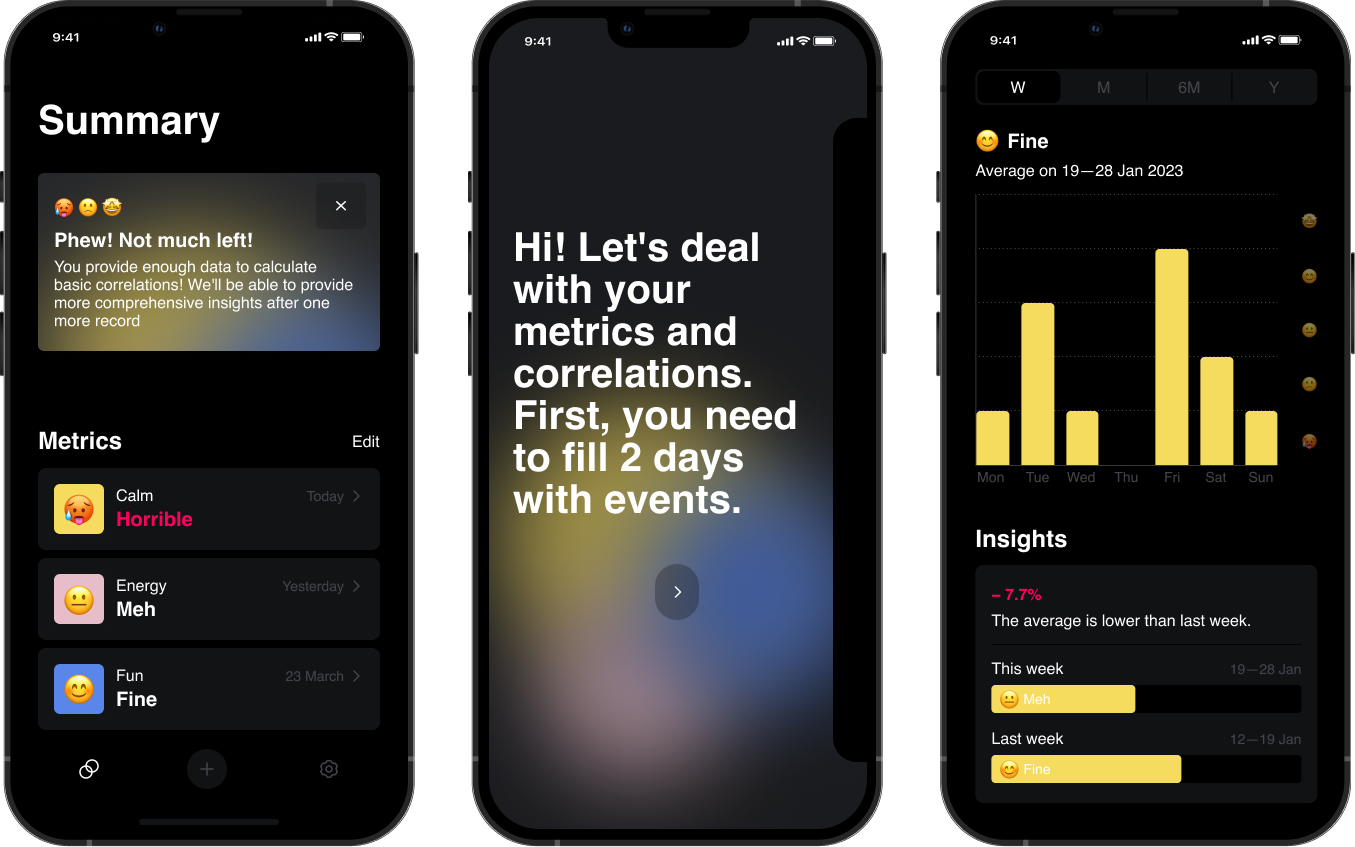 9:41
Summary
🥵 🙁 🤩
Phew! Not much left!
You provide enough data to calculate
basic correlations! We'll be able to provide
more comprehensive insights after one
more record
Metrics
Edit
Calm
Today
Horrible
Energy
Yesterday
Meh
Fun
23 March
Fine
9:41
Hi! Let's deal
with your
metrics and
correlations.
First, you need
to fill 2 days
with events.
9:41
W M 6M Y
😊 Fine
Average on 19—28 Jan 2023
Mon Tue Wed Thu Fri Sat Sun
Insights
– 7.7%
The average is lower than last week.
This week
19—28 Jan
Meh
Last week
12—19 Jan
Fine